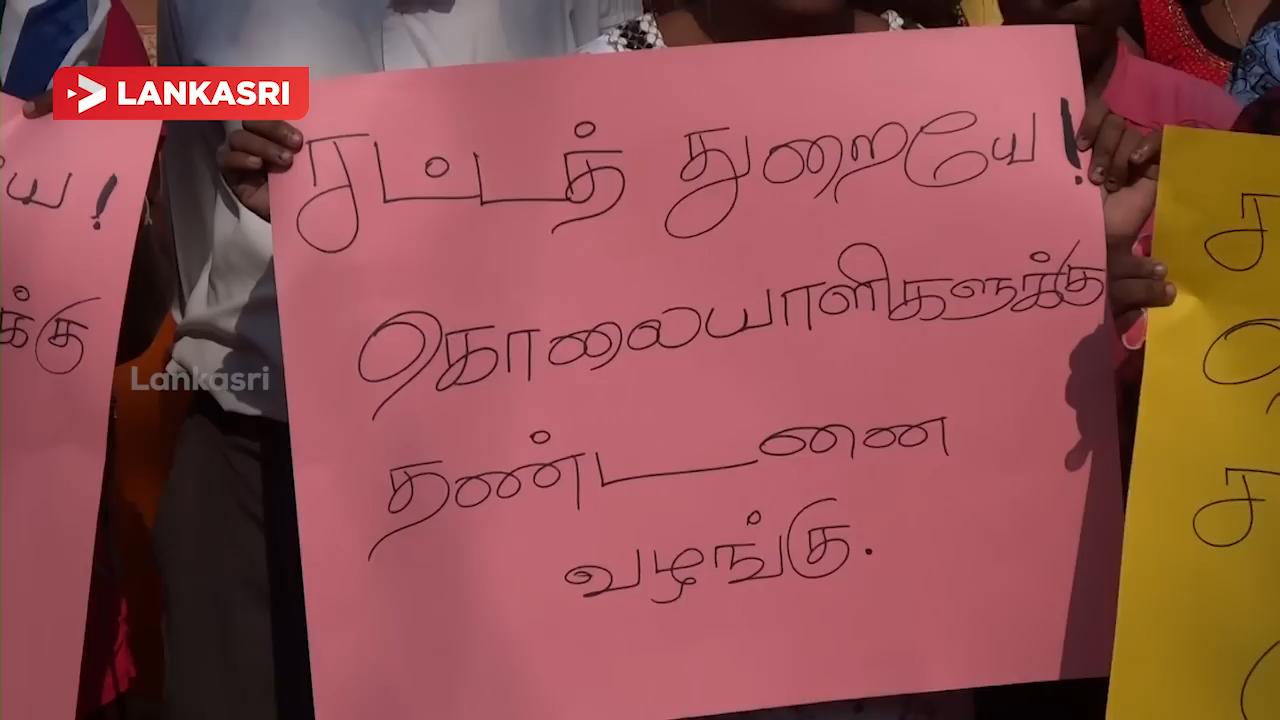 LANKASRI
சட்டத் துறையே!
கொலையாளிகளுக்கு
தண்டனை
வழங்கு.
Lankasri